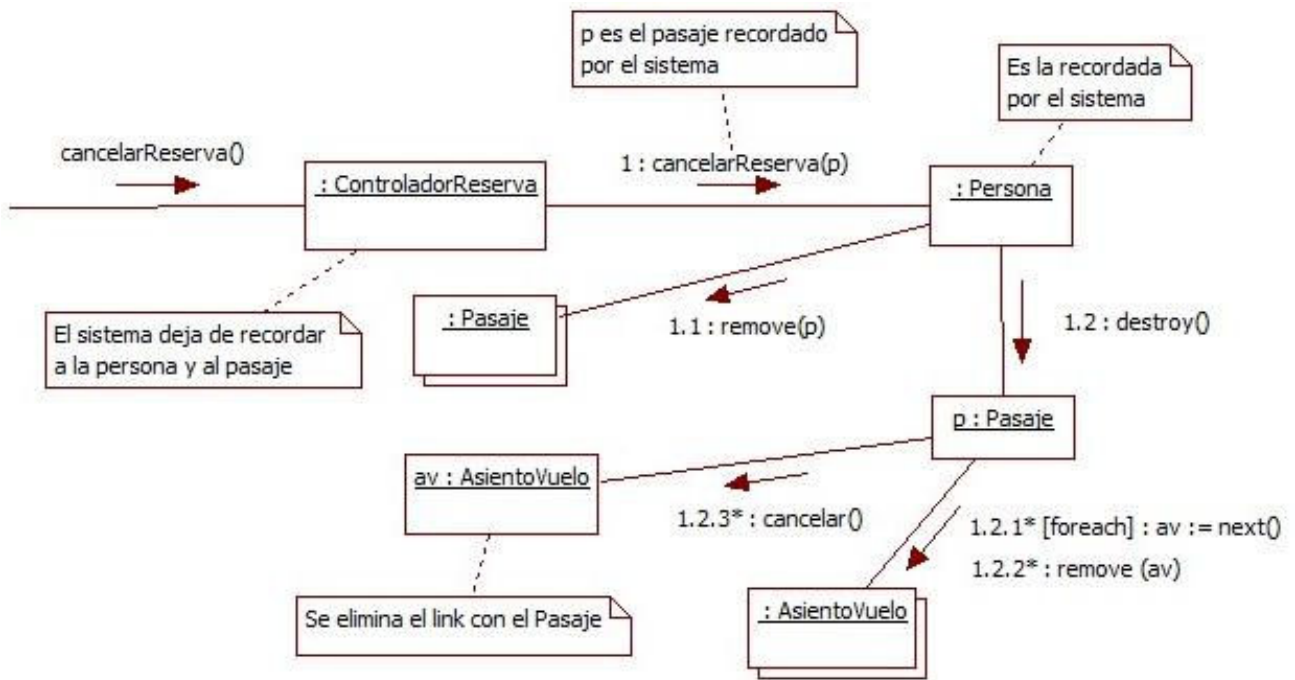 p es el pasaje recordado
por el sistema
Es la recordada
por el sistema
cancelarReserva()
1 : cancelarReserva(p)
: ControladorReserva
: Persona
: Pasaje
1.1 : remove(p)
1.2 : destroy()
El sistema deja de recordar
a la persona y al pasaje
p : Pasaje
av : AsientoVuelo
1.2.3* : cancelar()
1.2.1* [foreach] : av := next()
1.2.2* : remove (av)
Se elimina el link con el Pasaje
: AsientoVuelo